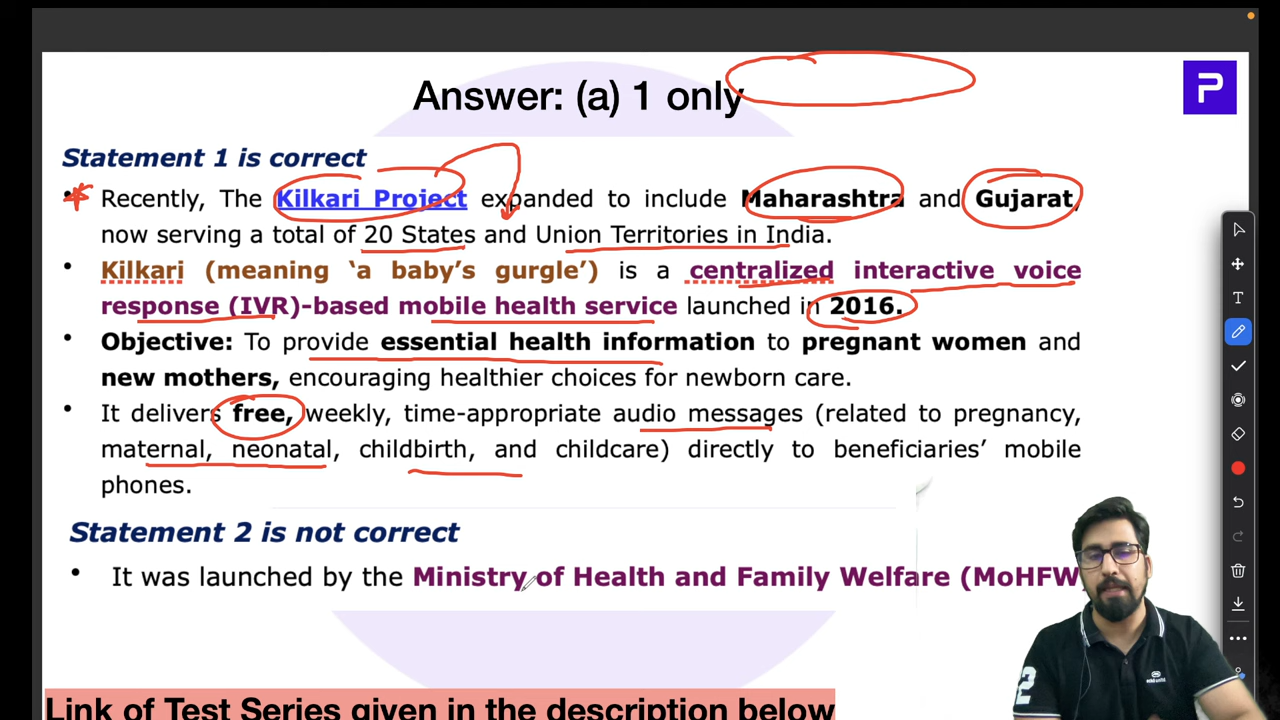 P
Answer: (a) 1 only
Statement 1 is correct
• Recently, The Kilkari Project expanded to include Maharashtra and Gujarat,
now serving a total of 20 States and Union Territories in India.
• Kilkari (meaning ‘a baby’s gurgle’) is a centralized interactive voice
response (IVR)-based mobile health service launched in 2016.
• Objective: To provide essential health information to pregnant women and
new mothers, encouraging healthier choices for newborn care.
• It delivers free, weekly, time-appropriate audio messages (related to pregnancy,
maternal, neonatal, childbirth, and childcare) directly to beneficiaries’ mobile
phones.
Statement 2 is not correct
• It was launched by the Ministry of Health and Family Welfare (MoHFW)
Link of Test Series given in the description below